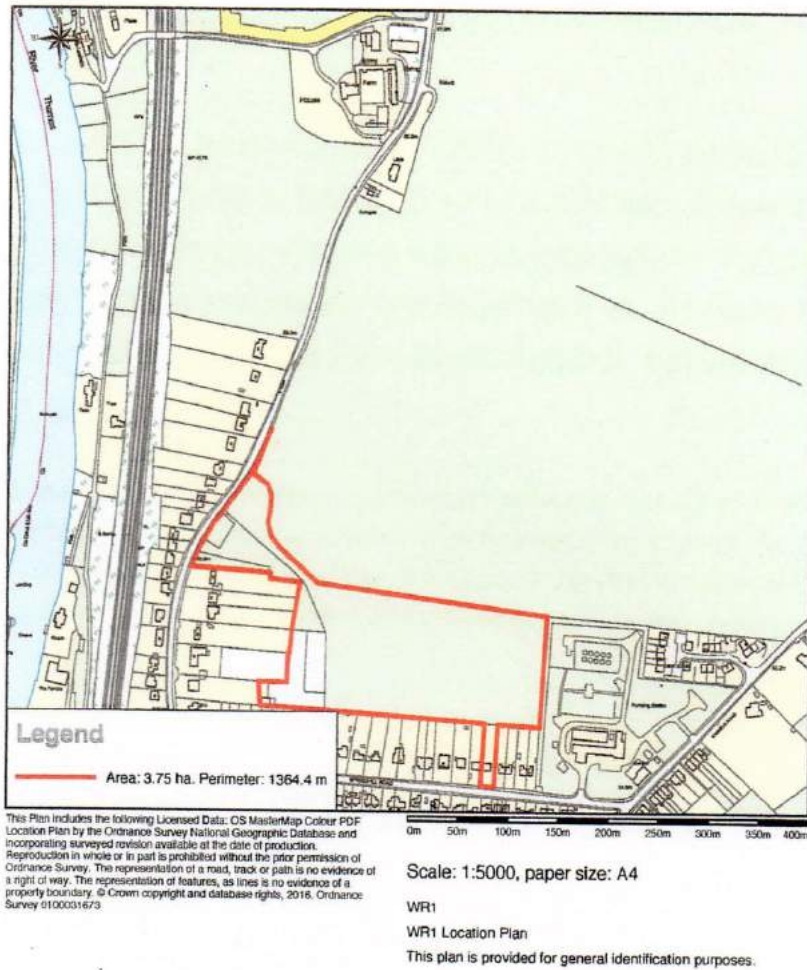 River
Thames
Farm
Pumping Station
Legend
Area: 3.75 ha. Perimeter: 1364.4 m
This Plan includes the following Licensed Data: OS MasterMap Colour PDF
Location Plan by the Ordnance Survey National Geographic Database and
incorporating surveyed revision available at the date of production.
Reproduction in whole or in part is prohibited without the prior permission of
Ordnance Survey. The representation of a road, track or path is no evidence of
a right of way. The representation of features, as lines is no evidence of a
property boundary. © Crown copyright and database rights, 2016. Ordnance
Survey 0100031673
0m 50m 100m 150m 200m 250m 300m 350m 400m
Scale: 1:5000, paper size: A4
WR1
WR1 Location Plan
This plan is provided for general identification purposes.